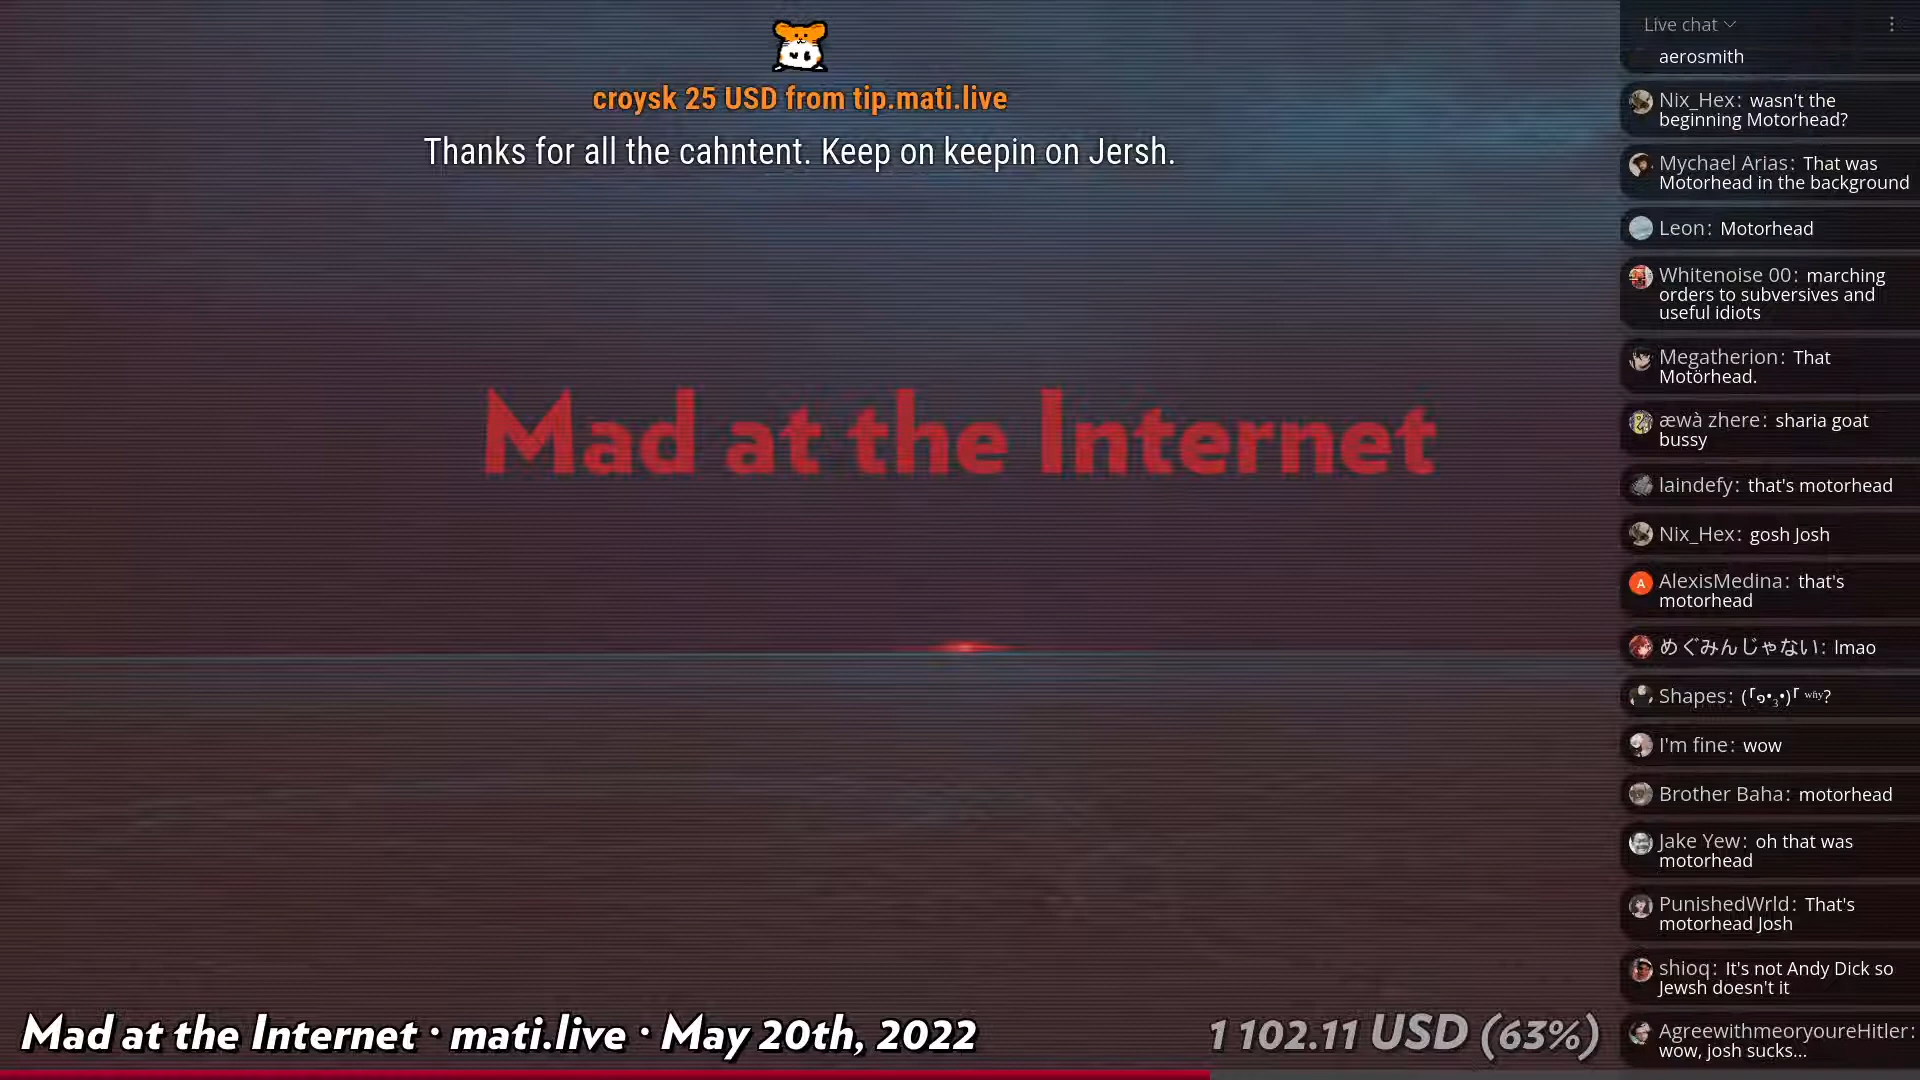 croysk 25 USD from tip.mati.live
Thanks for all the cahntent. Keep on keepin on Jersh.
Mad at the Internet
Mad at the Internet · mati.live · May 20th, 2022
1 102.11 USD (63%)
Live chat
aerosmith
Nix_Hex: wasn't the
beginning Motorhead?
Mychael Arias: That was
Motorhead in the background
Leon: Motorhead
Whitenoise 00: marching
orders to subversives and
useful idiots
Megatherion: That
Motörhead.
æwà zhere: sharia goat
bussy
laindefy: that's motorhead
Nix_Hex: gosh Josh
A
AlexisMedina: that's
motorhead
めぐみんじゃない: lmao
Shapes: (「ຈ•ꇴ•)「 ʷʱʸ?
I'm fine: wow
Brother Baha: motorhead
Jake Yew: oh that was
motorhead
PunishedWrld: That's
motorhead Josh
shioq: It's not Andy Dick so
Jewsh doesn't it
AgreewithmeoryoureHitler:
wow, josh sucks...